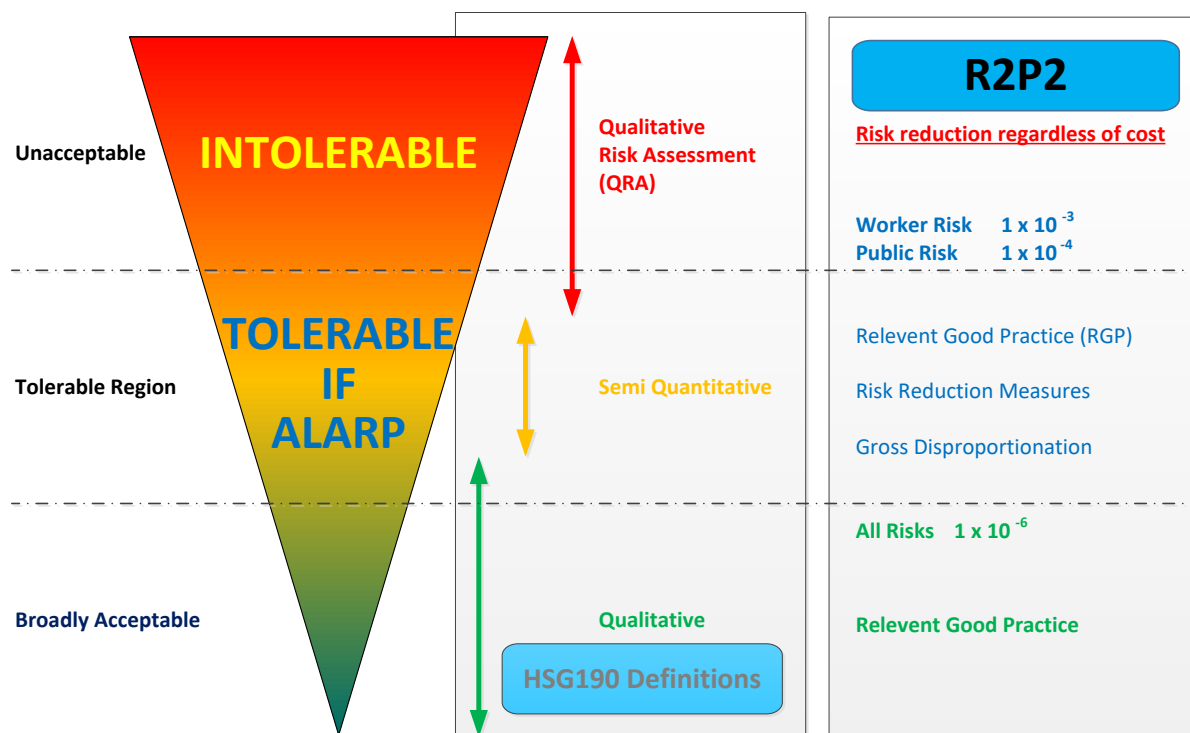 Unacceptable
INTOLERABLE
Qualitative
Risk Assessment
(QRA)
R2P2
Risk reduction regardless of cost
Worker Risk 1 x 10 -3
Public Risk 1 x 10 -4
Tolerable Region
TOLERABLE
IF
ALARP
Semi Quantitative
Relevent Good Practice (RGP)
Risk Reduction Measures
Gross Disproportionation
Broadly Acceptable
Qualitative
HSG190 Definitions
All Risks 1 x 10 -6
Relevent Good Practice